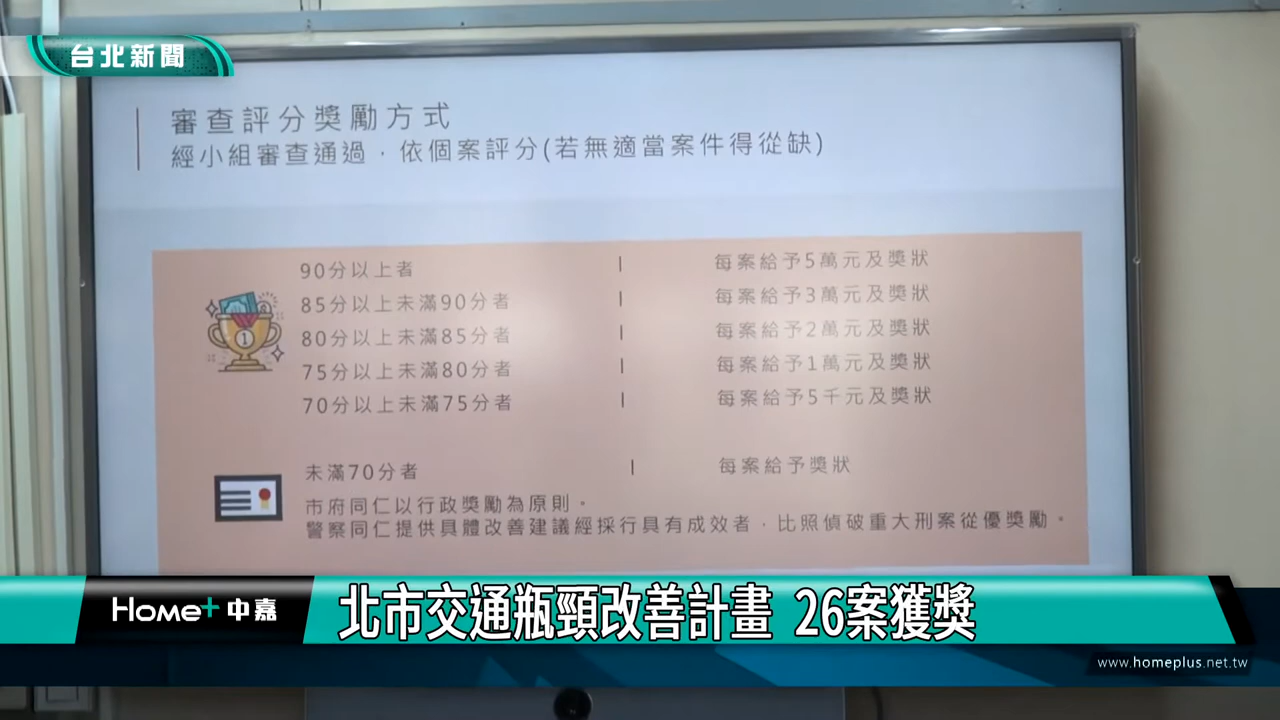 台北新聞
審查評分獎勵方式
經小組審查通過，依個案評分(若無適當案件得從缺)
90分以上者 | 每案給予5萬元及獎狀
85分以上未滿90分者 | 每案給予3萬元及獎狀
80分以上未滿85分者 | 每案給予2萬元及獎狀
75分以上未滿80分者 | 每案給予1萬元及獎狀
70分以上未滿75分者 | 每案給予5千元及獎狀
1
未滿70分者 | 每案給予獎狀
市府同仁以行政獎勵為原則。
警察同仁提供具體改善建議經採行具有成效者，比照偵破重大刑案從優獎勵。
Home+中嘉
北市交通瓶頸改善計畫 26案獲獎
www.homeplus.net.tw